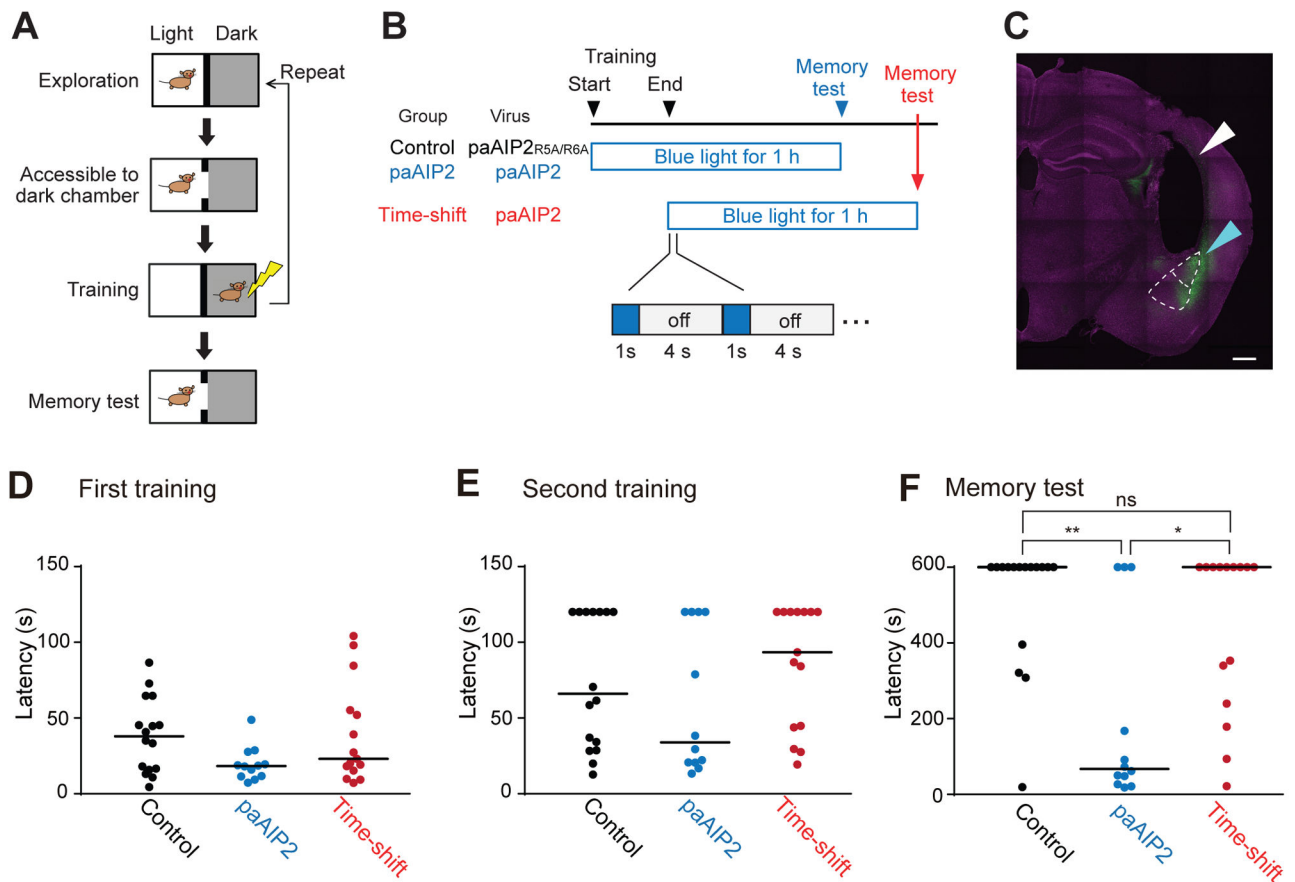 A
Light Dark
Exploration
Repeat
Accessible to
dark chamber
Training
Memory test
B
Training
Start
End
Memory
test
Memory
test
Group
Virus
Control
paAIP2R5A/R6A
Blue light for 1 h
paAIP2
paAIP2
Time-shift
paAIP2
Blue light for 1 h
off
off
...
1s
4 s
1s
4 s
C
D First training
Latency (s)
150
100
50
0
Control
paAIP2
Time-shift
E Second training
Latency (s)
150
100
50
0
Control
paAIP2
Time-shift
F Memory test
ns
**
*
Latency (s)
600
400
200
0
Control
paAIP2
Time-shift